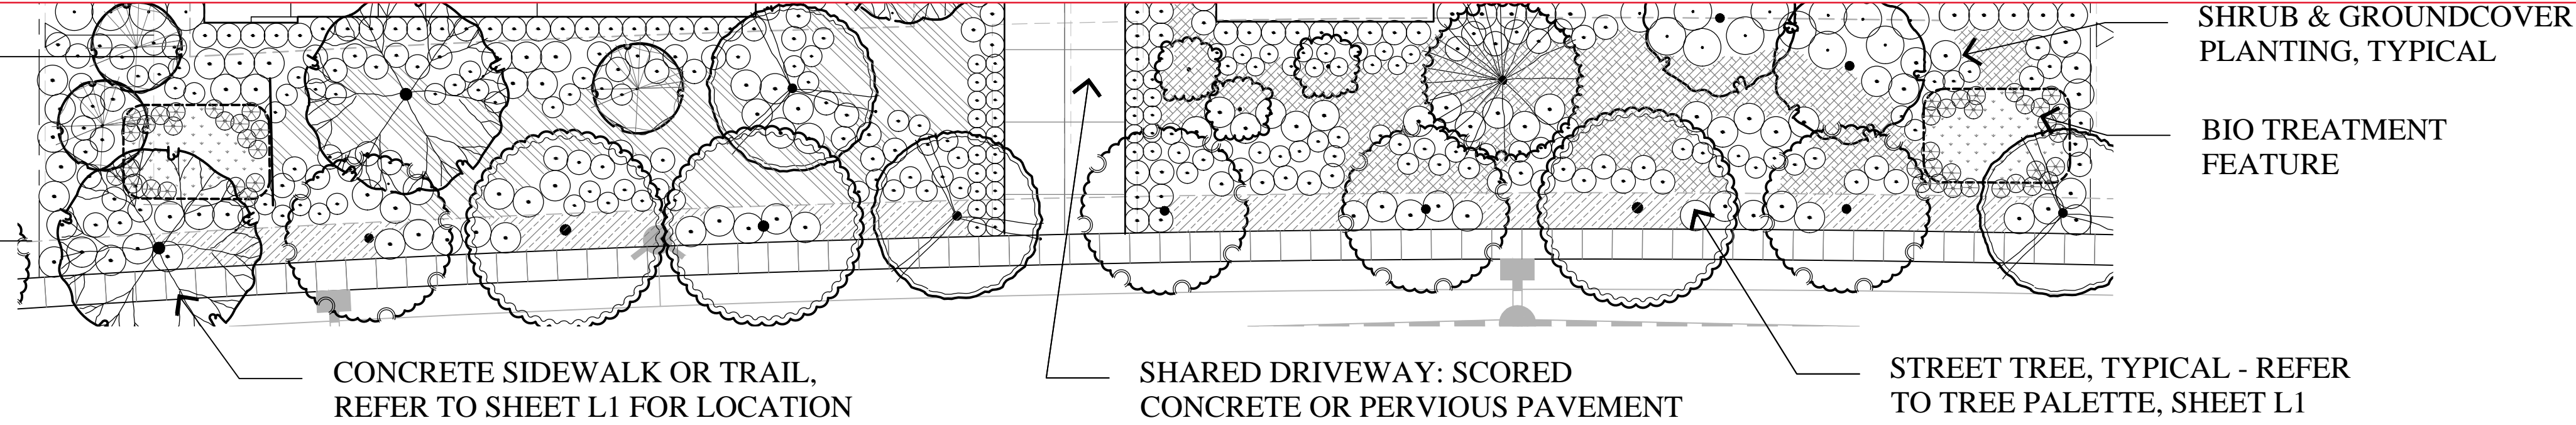 SHRUB & GROUNDCOVER
PLANTING, TYPICAL
BIO TREATMENT
FEATURE
CONCRETE SIDEWALK OR TRAIL,
REFER TO SHEET L1 FOR LOCATION
SHARED DRIVEWAY: SCORED
CONCRETE OR PERVIOUS PAVEMENT
STREET TREE, TYPICAL - REFER
TO TREE PALETTE, SHEET L1